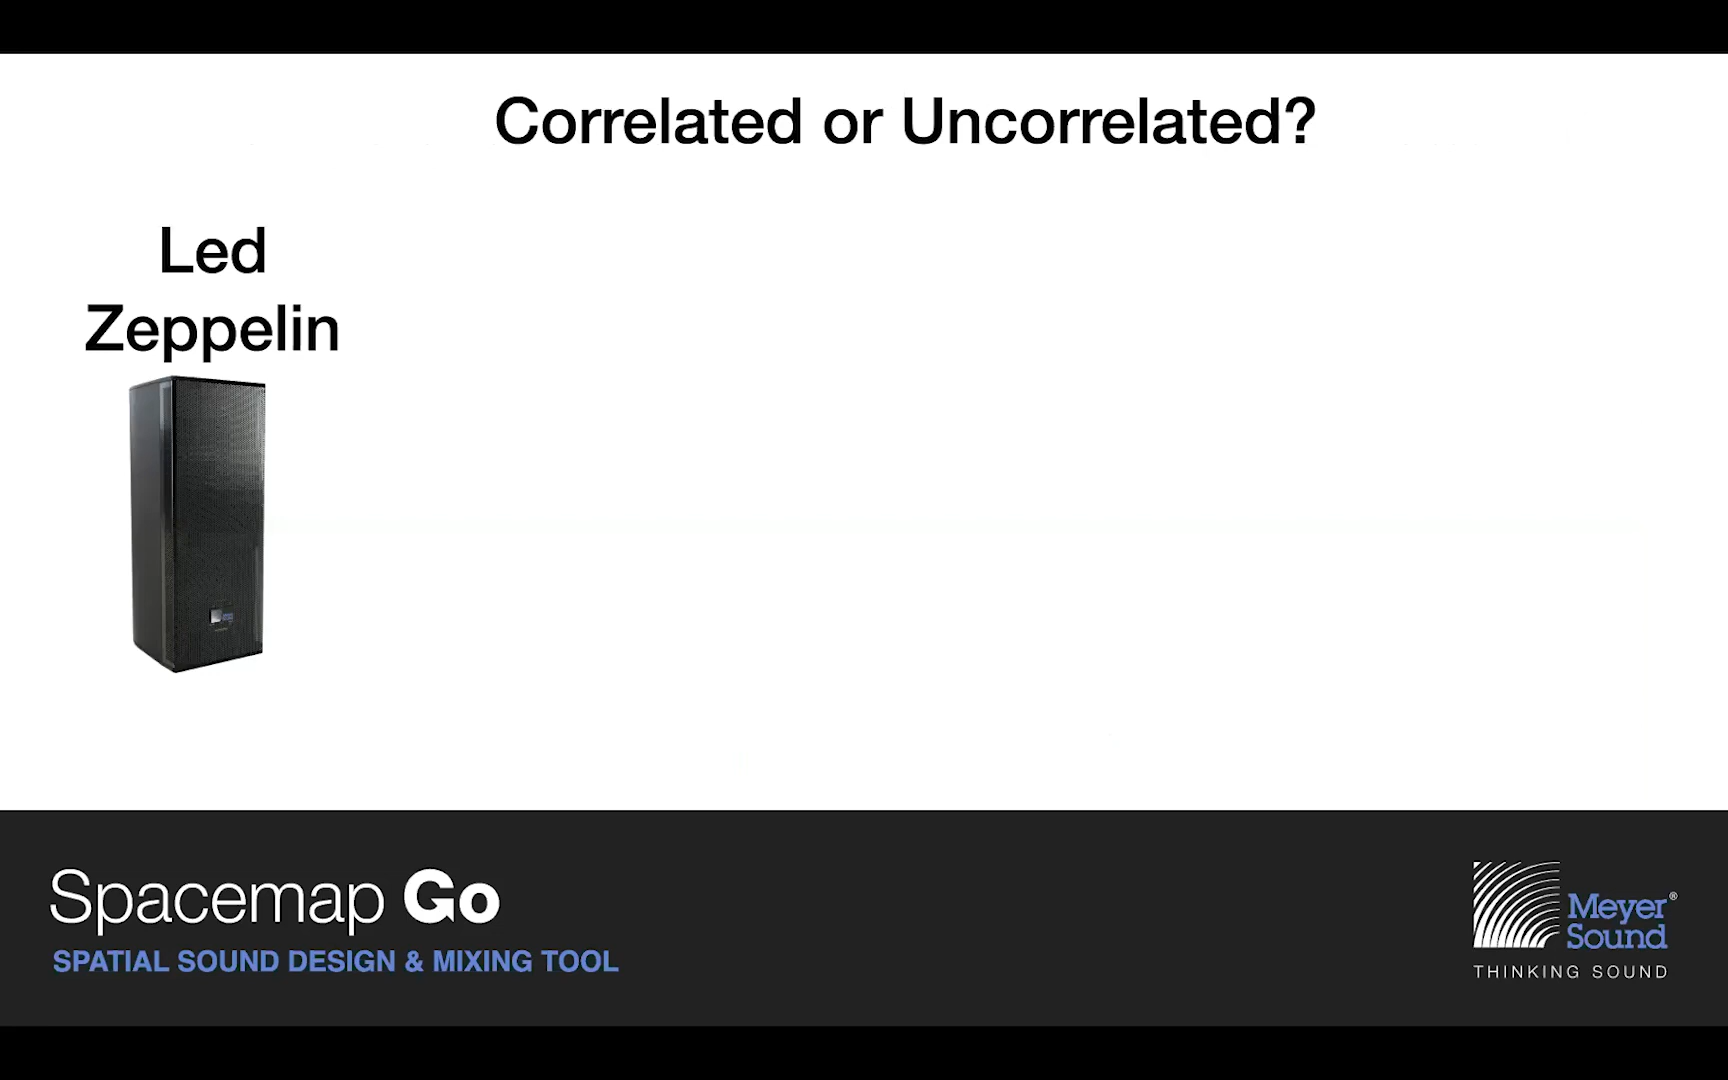 Correlated or Uncorrelated?
Led
Zeppelin
Spacemap Go
SPATIAL SOUND DESIGN & MIXING TOOL
Meyer®
Sound
THINKING SOUND